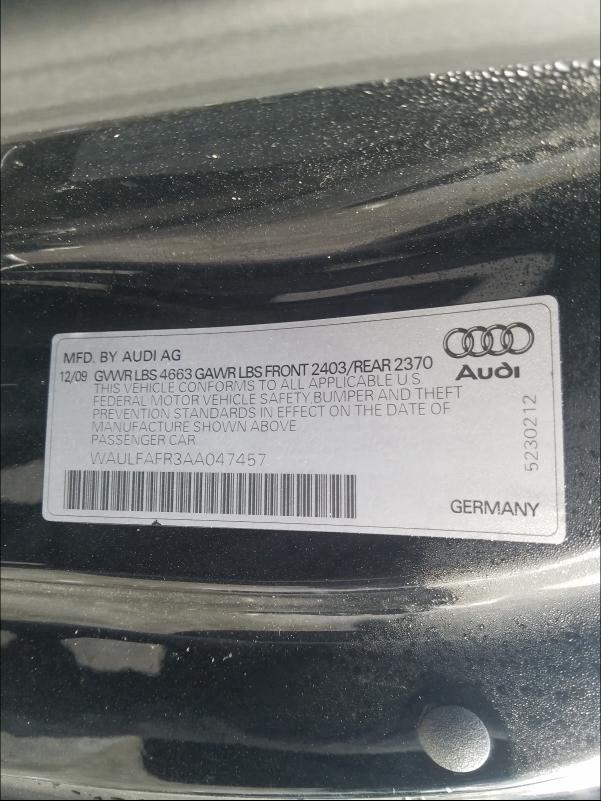 MFD. BY AUDI AG
12/09 GVWR LBS 4663 GAWR LBS FRONT 2403/REAR 2370
THIS VEHICLE CONFORMS TO ALL APPLICABLE U.S
FEDERAL MOTOR VEHICLE SAFETY,BUMPER AND THEFT
PREVENTION STANDARDS IN EFFECT ON THE DATE OF
MANUFACTURE SHOWN ABOVE
PASSENGER CAR
WAULFAFR3AA047457
Audi
5230212
GERMANY